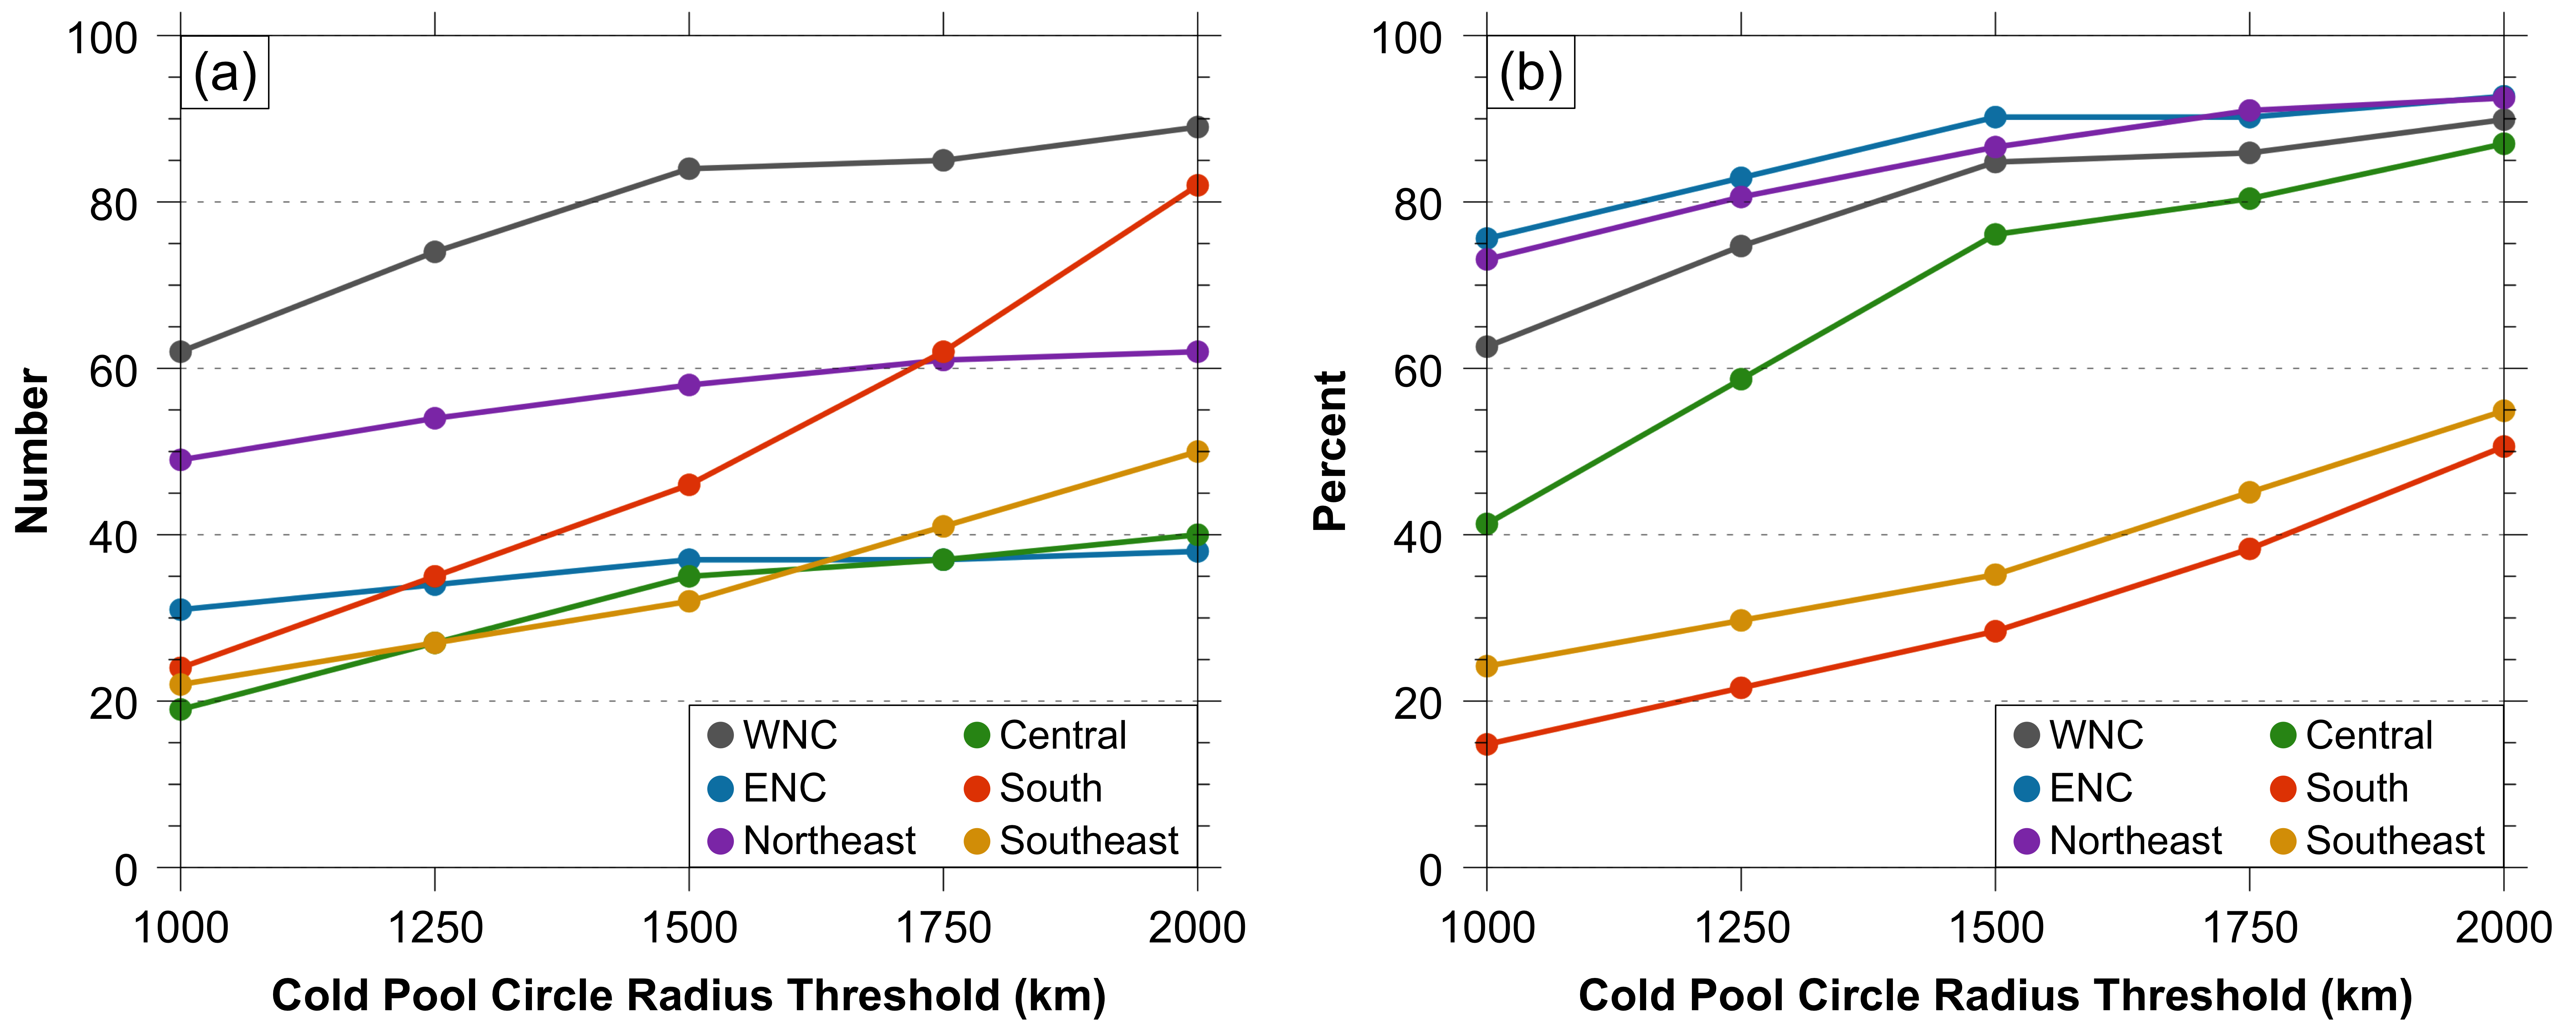 (a)
100
80
60
40
20
0
Number
WNC Central
ENC South
Northeast Southeast
1000 1250 1500 1750 2000
Cold Pool Circle Radius Threshold (km)
(b)
100
80
60
40
20
0
Percent
WNC Central
ENC South
Northeast Southeast
1000 1250 1500 1750 2000
Cold Pool Circle Radius Threshold (km)